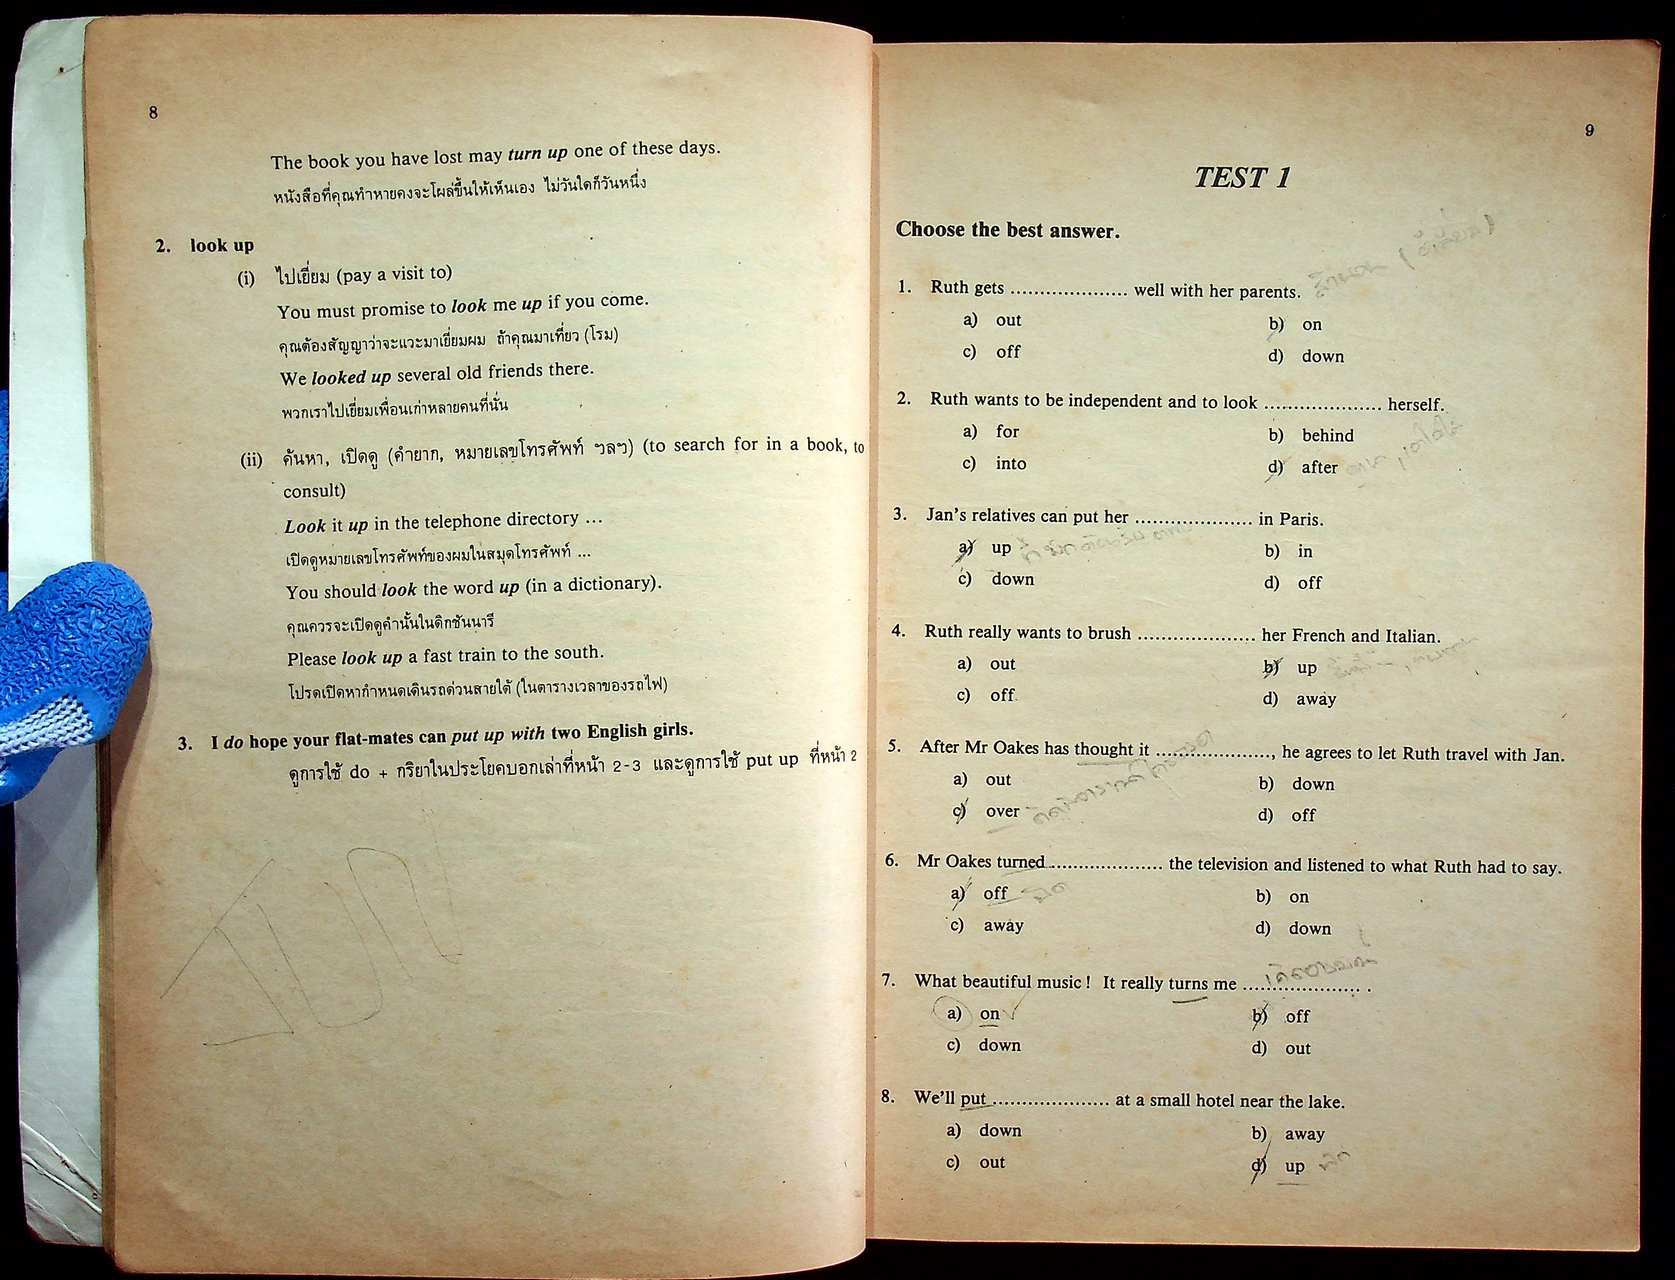 8
The book you have lost may turn up one of these days.
หนังสือที่คุณทำหายคงจะโผล่ขึ้นให้เห็นเอง ไม่วันใดก็วันหนึ่ง
2. look up
(i) ไปเยี่ยม (pay a visit to)
You must promise to look me up if you come.
คุณต้องสัญญาว่าจะแวะมาเยี่ยมผม ถ้าคุณมาเที่ยว (โรม)
We looked up several old friends there.
พวกเราไปเยี่ยมเพื่อนเก่าหลายคนที่นั่น
(ii) ค้นหา, เปิดดู (คำยาก, หมายเลขโทรศัพท์ ฯลฯ) (to search for in a book, to
consult)
Look it up in the telephone directory ...
เปิดดูหมายเลขโทรศัพท์ของผมในสมุดโทรศัพท์ ...
You should look the word up (in a dictionary).
คุณควรจะเปิดดูคำนั้นในดิกชันนารี
Please look up a fast train to the south.
โปรดเปิดหากำหนดเดินรถด่วนสายใต้ (ในตารางเวลาของรถไฟ)
3. I do hope your flat-mates can put up with two English girls.
ดูการใช้ do + กริยาในประโยคบอกเล่าที่หน้า 2-3 และดูการใช้ put up ที่หน้า 2
9
TEST 1
Choose the best answer.
1. Ruth gets .................... well with her parents.
a) out b) on
c) off d) down
2. Ruth wants to be independent and to look .................... herself.
a) for b) behind
c) into d) after
3. Jan's relatives can put her .................... in Paris.
a) up b) in
c) down d) off
4. Ruth really wants to brush .................... her French and Italian.
a) out b) up
c) off d) away
5. After Mr Oakes has thought it ...................., he agrees to let Ruth travel with Jan.
a) out b) down
c) over d) off
6. Mr Oakes turned .................... the television and listened to what Ruth had to say.
a) off b) on
c) away d) down
7. What beautiful music! It really turns me .................... .
a) on b) off
c) down d) out
8. We'll put .................... at a small hotel near the lake.
a) down b) away
c) out d) up